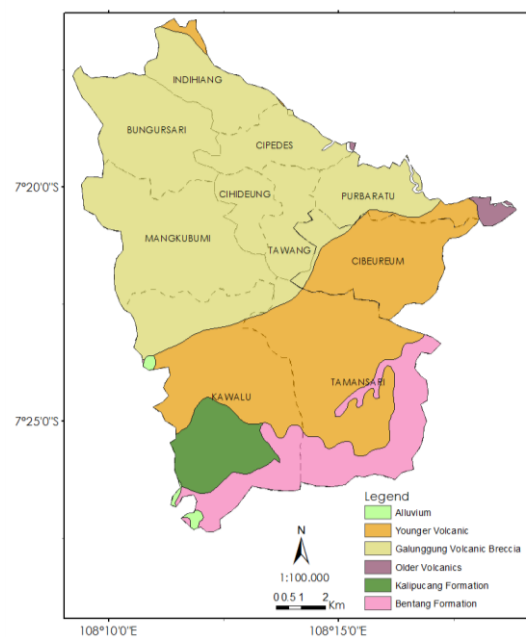 INDIHIANG
BUNGURSARI
CIPEDES
7°20'0"S
CIHIDEUNG
PURBARATU
MANGKUBUMI
TAWANG
CIBEUREUM
TAMANSARI
KAWALU
7°25'0"S
Legend
Alluvium
Younger Volcanic
Galunggung Volcanic Breccia
Older Volcanics
Kalipucang Formation
Bentang Formation
N
1:100.000
0 0.5 1 2
Km
108°10'0"E
108°15'0"E